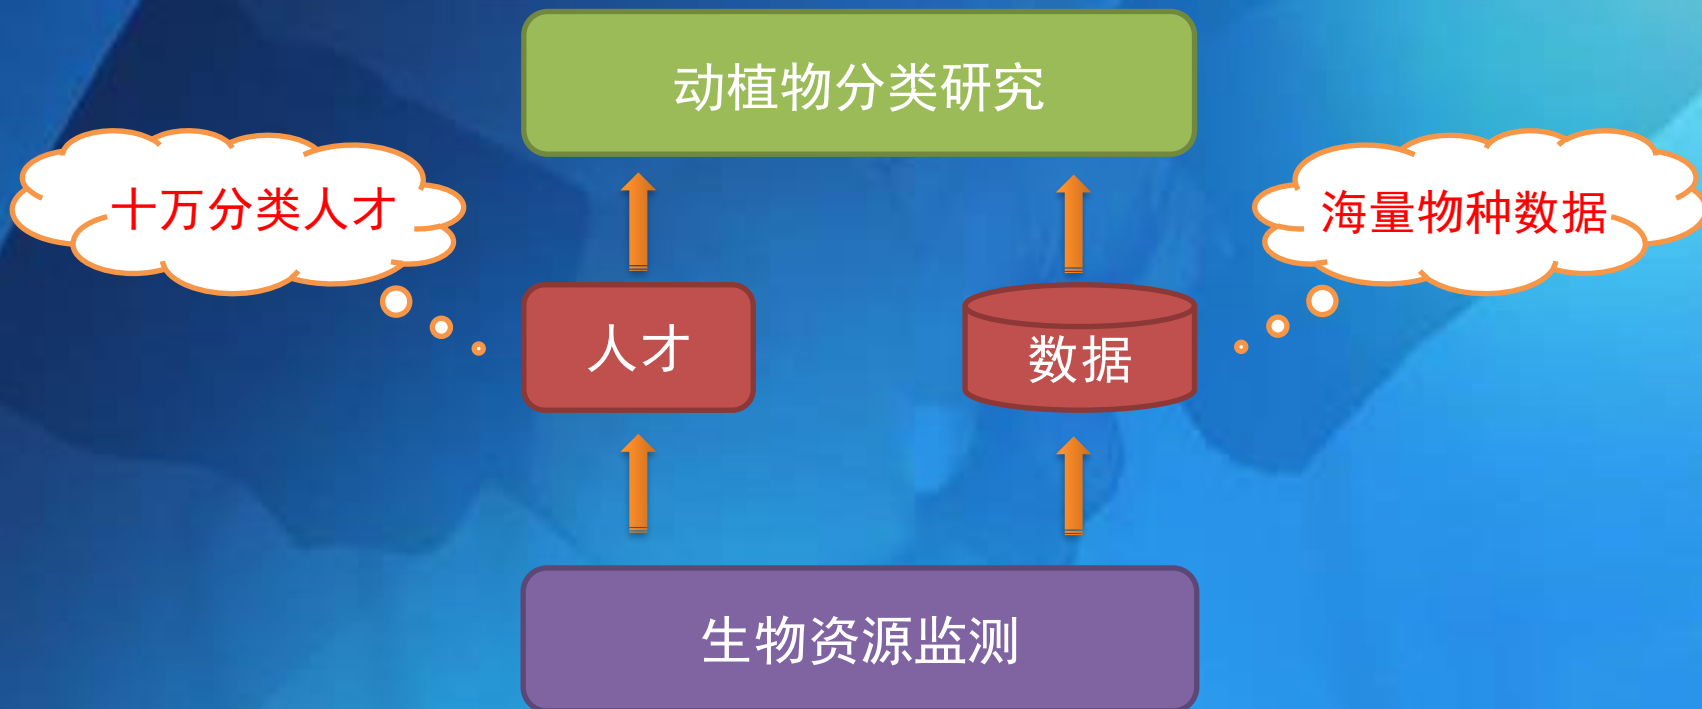 动植物分类研究
十万分类人才
海量物种数据
人才
数据
生物资源监测